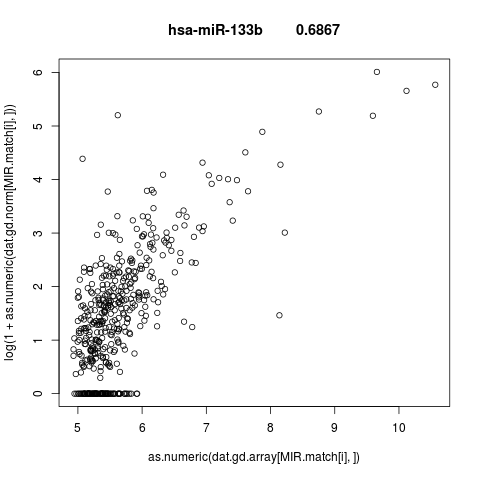 hsa-miR-133b 0.6867
log(1 + as.numeric(dat.gd.norm[MIR.match[i], ]))
6
5
4
3
2
1
0
5 6 7 8 9 10
as.numeric(dat.gd.array[MIR.match[i], ])